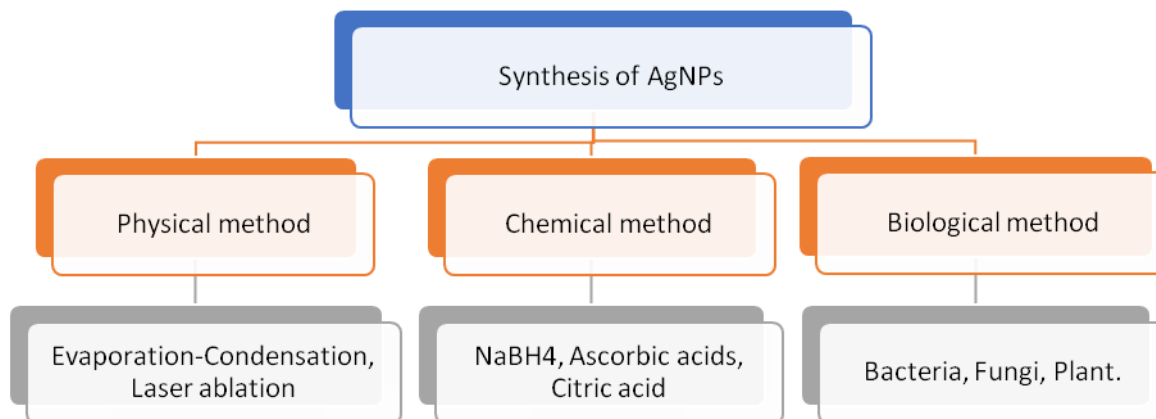 Synthesis of AgNPs
Physical method
Chemical method
Biological method
Evaporation-Condensation,
Laser ablation
NaBH4, Ascorbic acids,
Citric acid
Bacteria, Fungi, Plant.